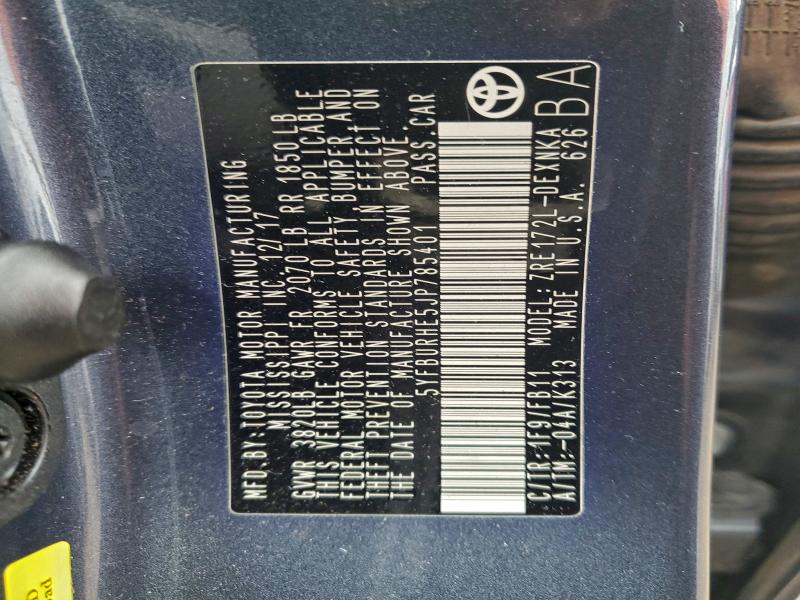 MFD.BY:TOYOTA MOTOR MANUFACTURING
MISSISSIPPI INC. 12/17
GVWR 3820LB GAWR FR 2070LB RR 1850LB
THIS VEHICLE CONFORMS TO ALL APPLICABLE
FEDERAL MOTOR VEHICLE SAFETY BUMPER, AND
THEFT PREVENTION STANDARDS IN EFFECT ON
THE DATE OF MANUFACTURE SHOWN ABOVE.
5YFBURHE5JP785401 PASS.CAR
C/TR:1F9/FB11 MODEL:ZRE172L-DEXNKA
A/TM:-04A/K313 MADE IN U.S.A. 626
BA